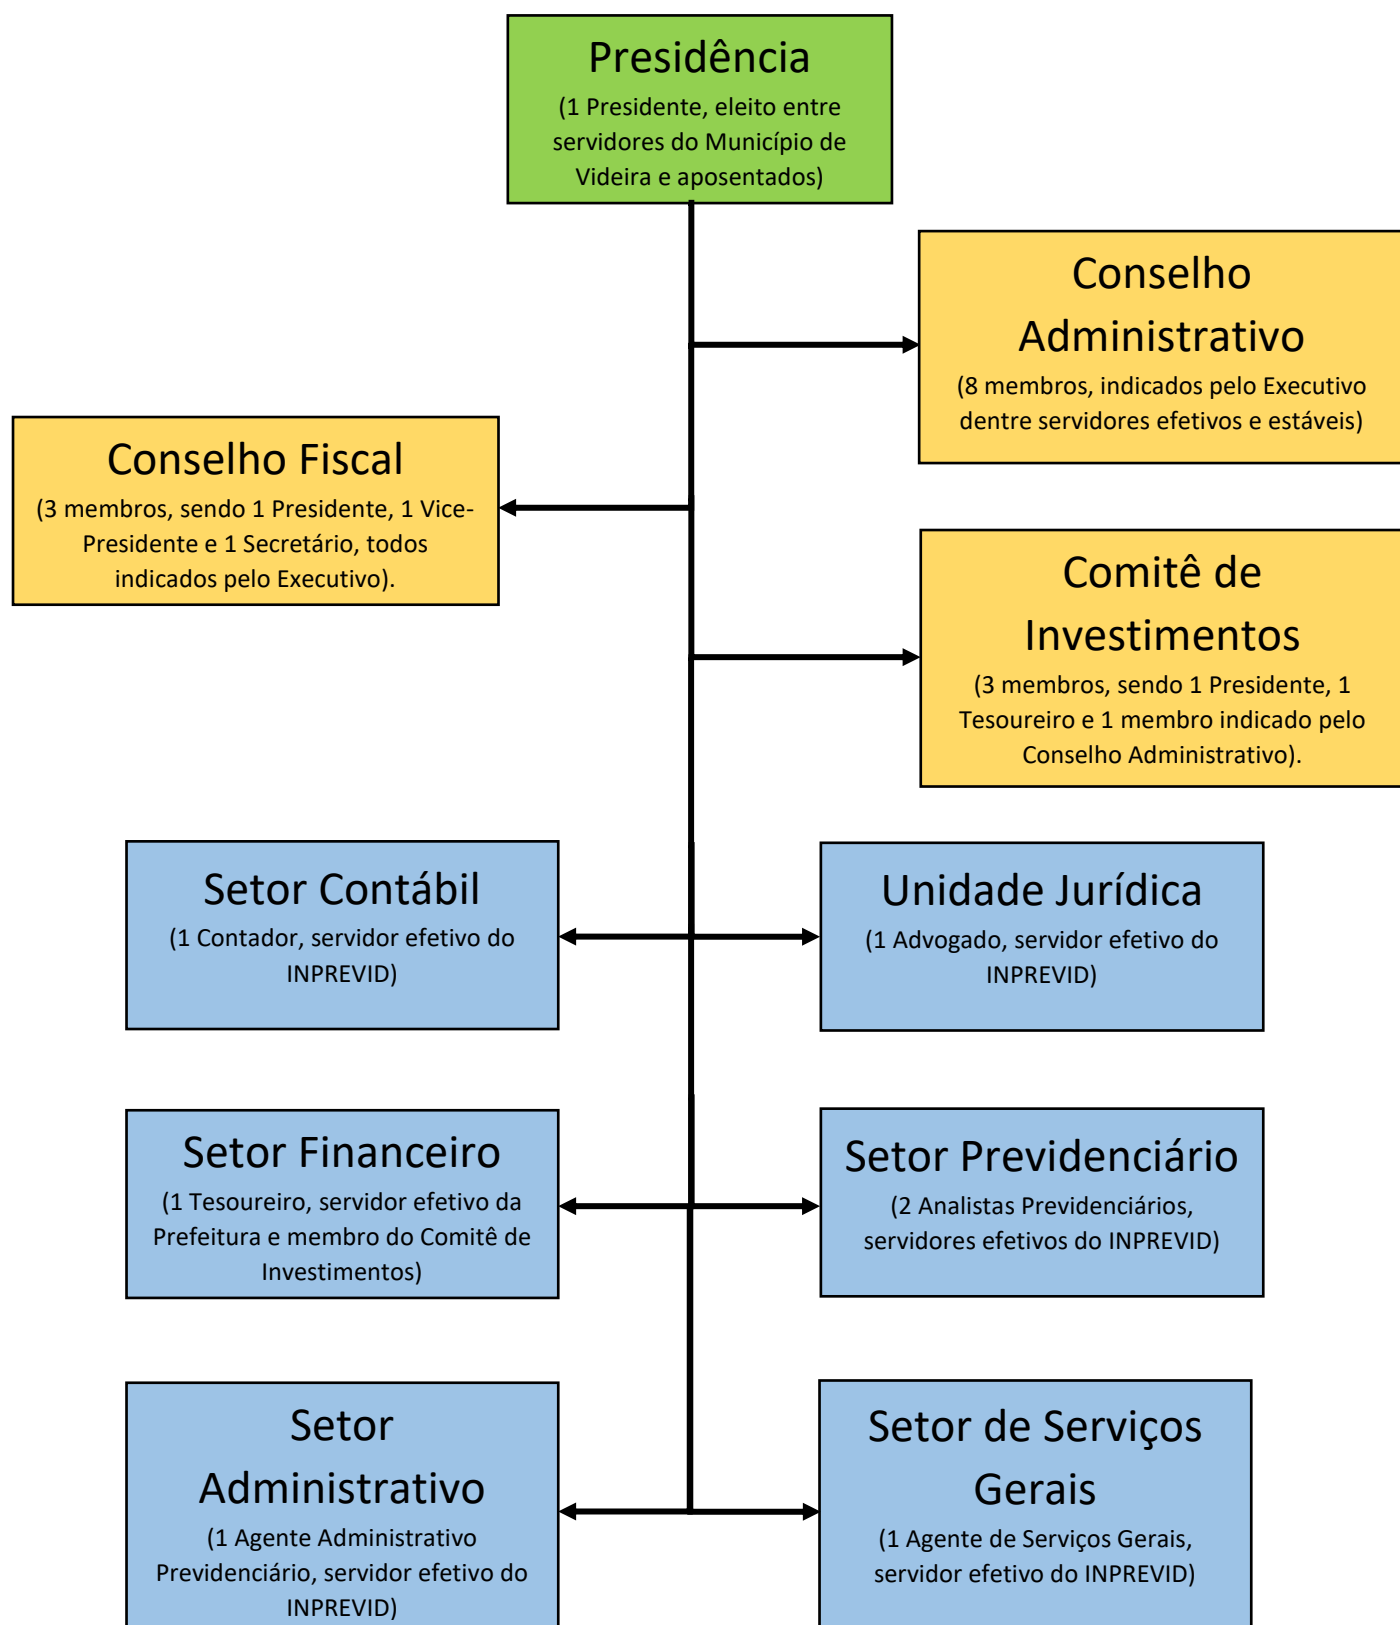 Presidência
(1 Presidente, eleito entre
servidores do Município de
Videira e aposentados)
Conselho
Administrativo
(8 membros, indicados pelo Executivo
dentre servidores efetivos e estáveis)
Conselho Fiscal
(3 membros, sendo 1 Presidente, 1 Vice-
Presidente e 1 Secretário, todos
indicados pelo Executivo).
Comitê de
Investimentos
(3 membros, sendo 1 Presidente, 1
Tesoureiro e 1 membro indicado pelo
Conselho Administrativo).
Setor Contábil
(1 Contador, servidor efetivo do
INPREVID)
Unidade Jurídica
(1 Advogado, servidor efetivo do
INPREVID)
Setor Financeiro
(1 Tesoureiro, servidor efetivo da
Prefeitura e membro do Comitê de
Investimentos)
Setor Previdenciário
(2 Analistas Previdenciários,
servidores efetivos do INPREVID)
Setor
Administrativo
(1 Agente Administrativo
Previdenciário, servidor efetivo do
INPREVID)
Setor de Serviços
Gerais
(1 Agente de Serviços Gerais,
servidor efetivo do INPREVID)